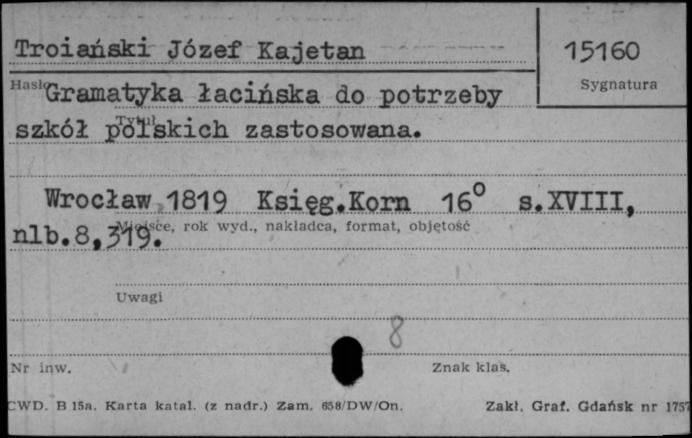 Troiański Józef Kajetan
15160
Hasło
Sygnatura
Gramatyka łacińska do potrzeby
Tytuł
szkół polskich zastosowana.
Wrocław 1819 Księg.Korn 16° s.XVIII,
Miejsce, rok wyd., nakładca, format, objętość
nlb.8,319.
Uwagi
8
Nr inw.
Znak klas.
CWD. B 15a. Karta katal. (z nadr.) Zam. 658/DW/On.
Zakł. Graf. Gdańsk nr 1757